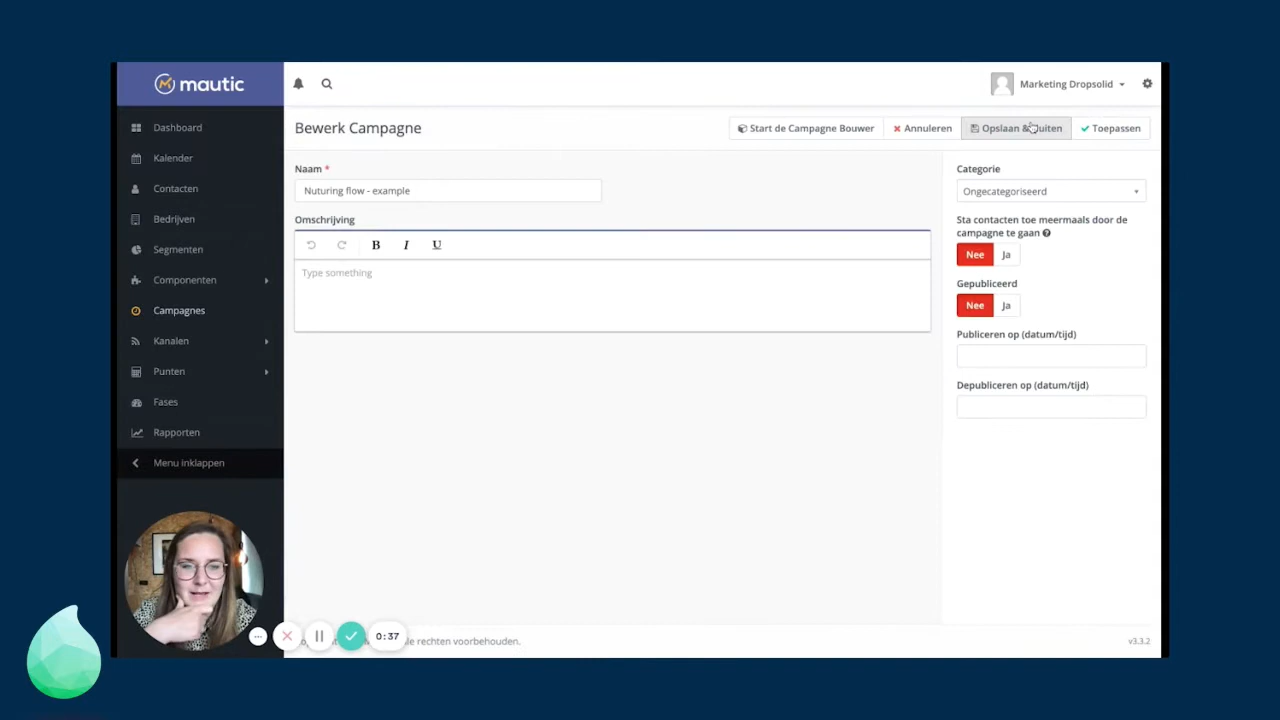 mautic
Marketing Dropsolid
Dashboard
Kalender
Contacten
Bedrijven
Segmenten
Componenten
Campagnes
Kanalen
Punten
Fases
Rapporten
Menu inklappen
Bewerk Campagne
Start de Campagne Bouwer
Annuleren
Opslaan &
Toepassen
Naam *
Nuturing flow - example
Omschrijving
B I U
Type something
Categorie
Ongecategoriseerd
Sta contacten toe meermaals door de
campagne te gaan
Nee Ja
Gepubliceerd
Nee Ja
Publiceren op (datum/tijd)
Depubliceren op (datum/tijd)
0:37
rechten voorbehouden.
v3.3.2